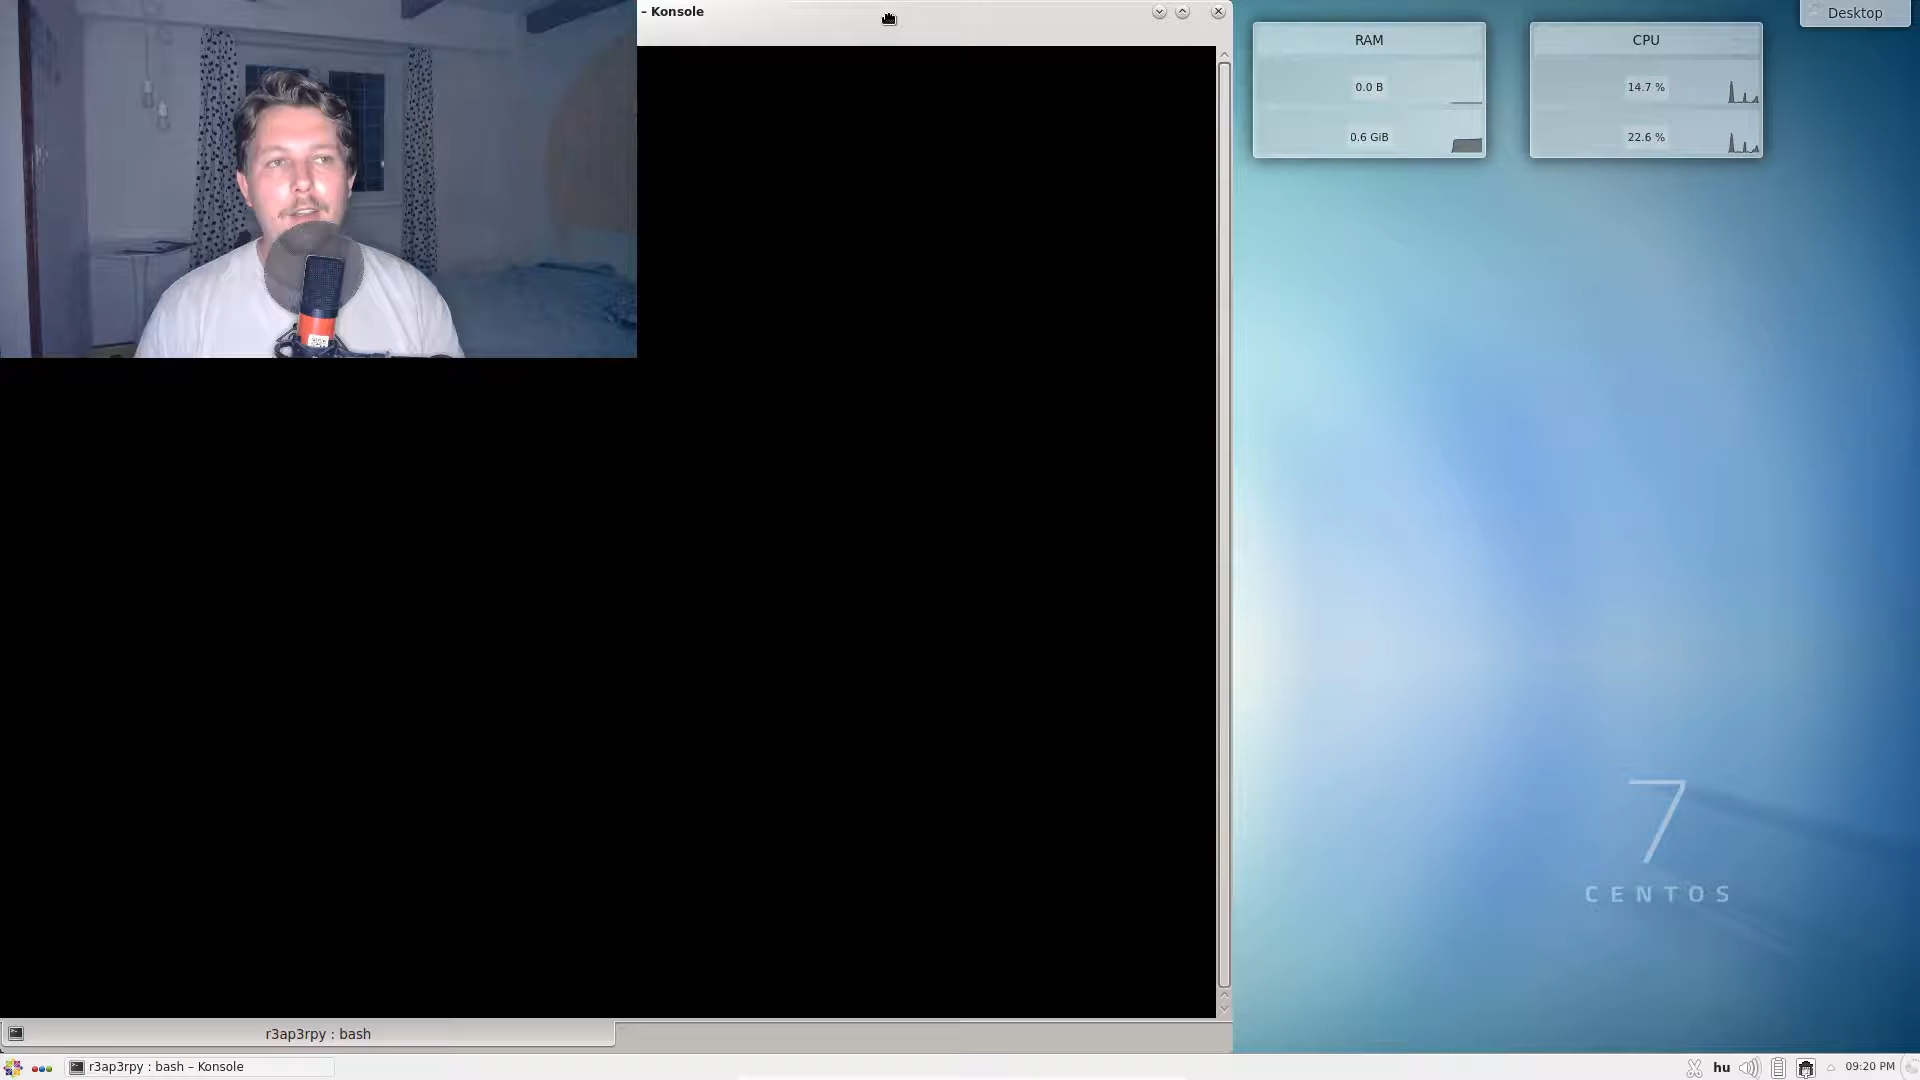 – Konsole
Desktop
RAM
0.0 B
0.6 GiB
CPU
14.7 %
22.6 %
7
CENTOS
r3ap3rpy : bash
r3ap3rpy : bash – Konsole
hu
09:20 PM